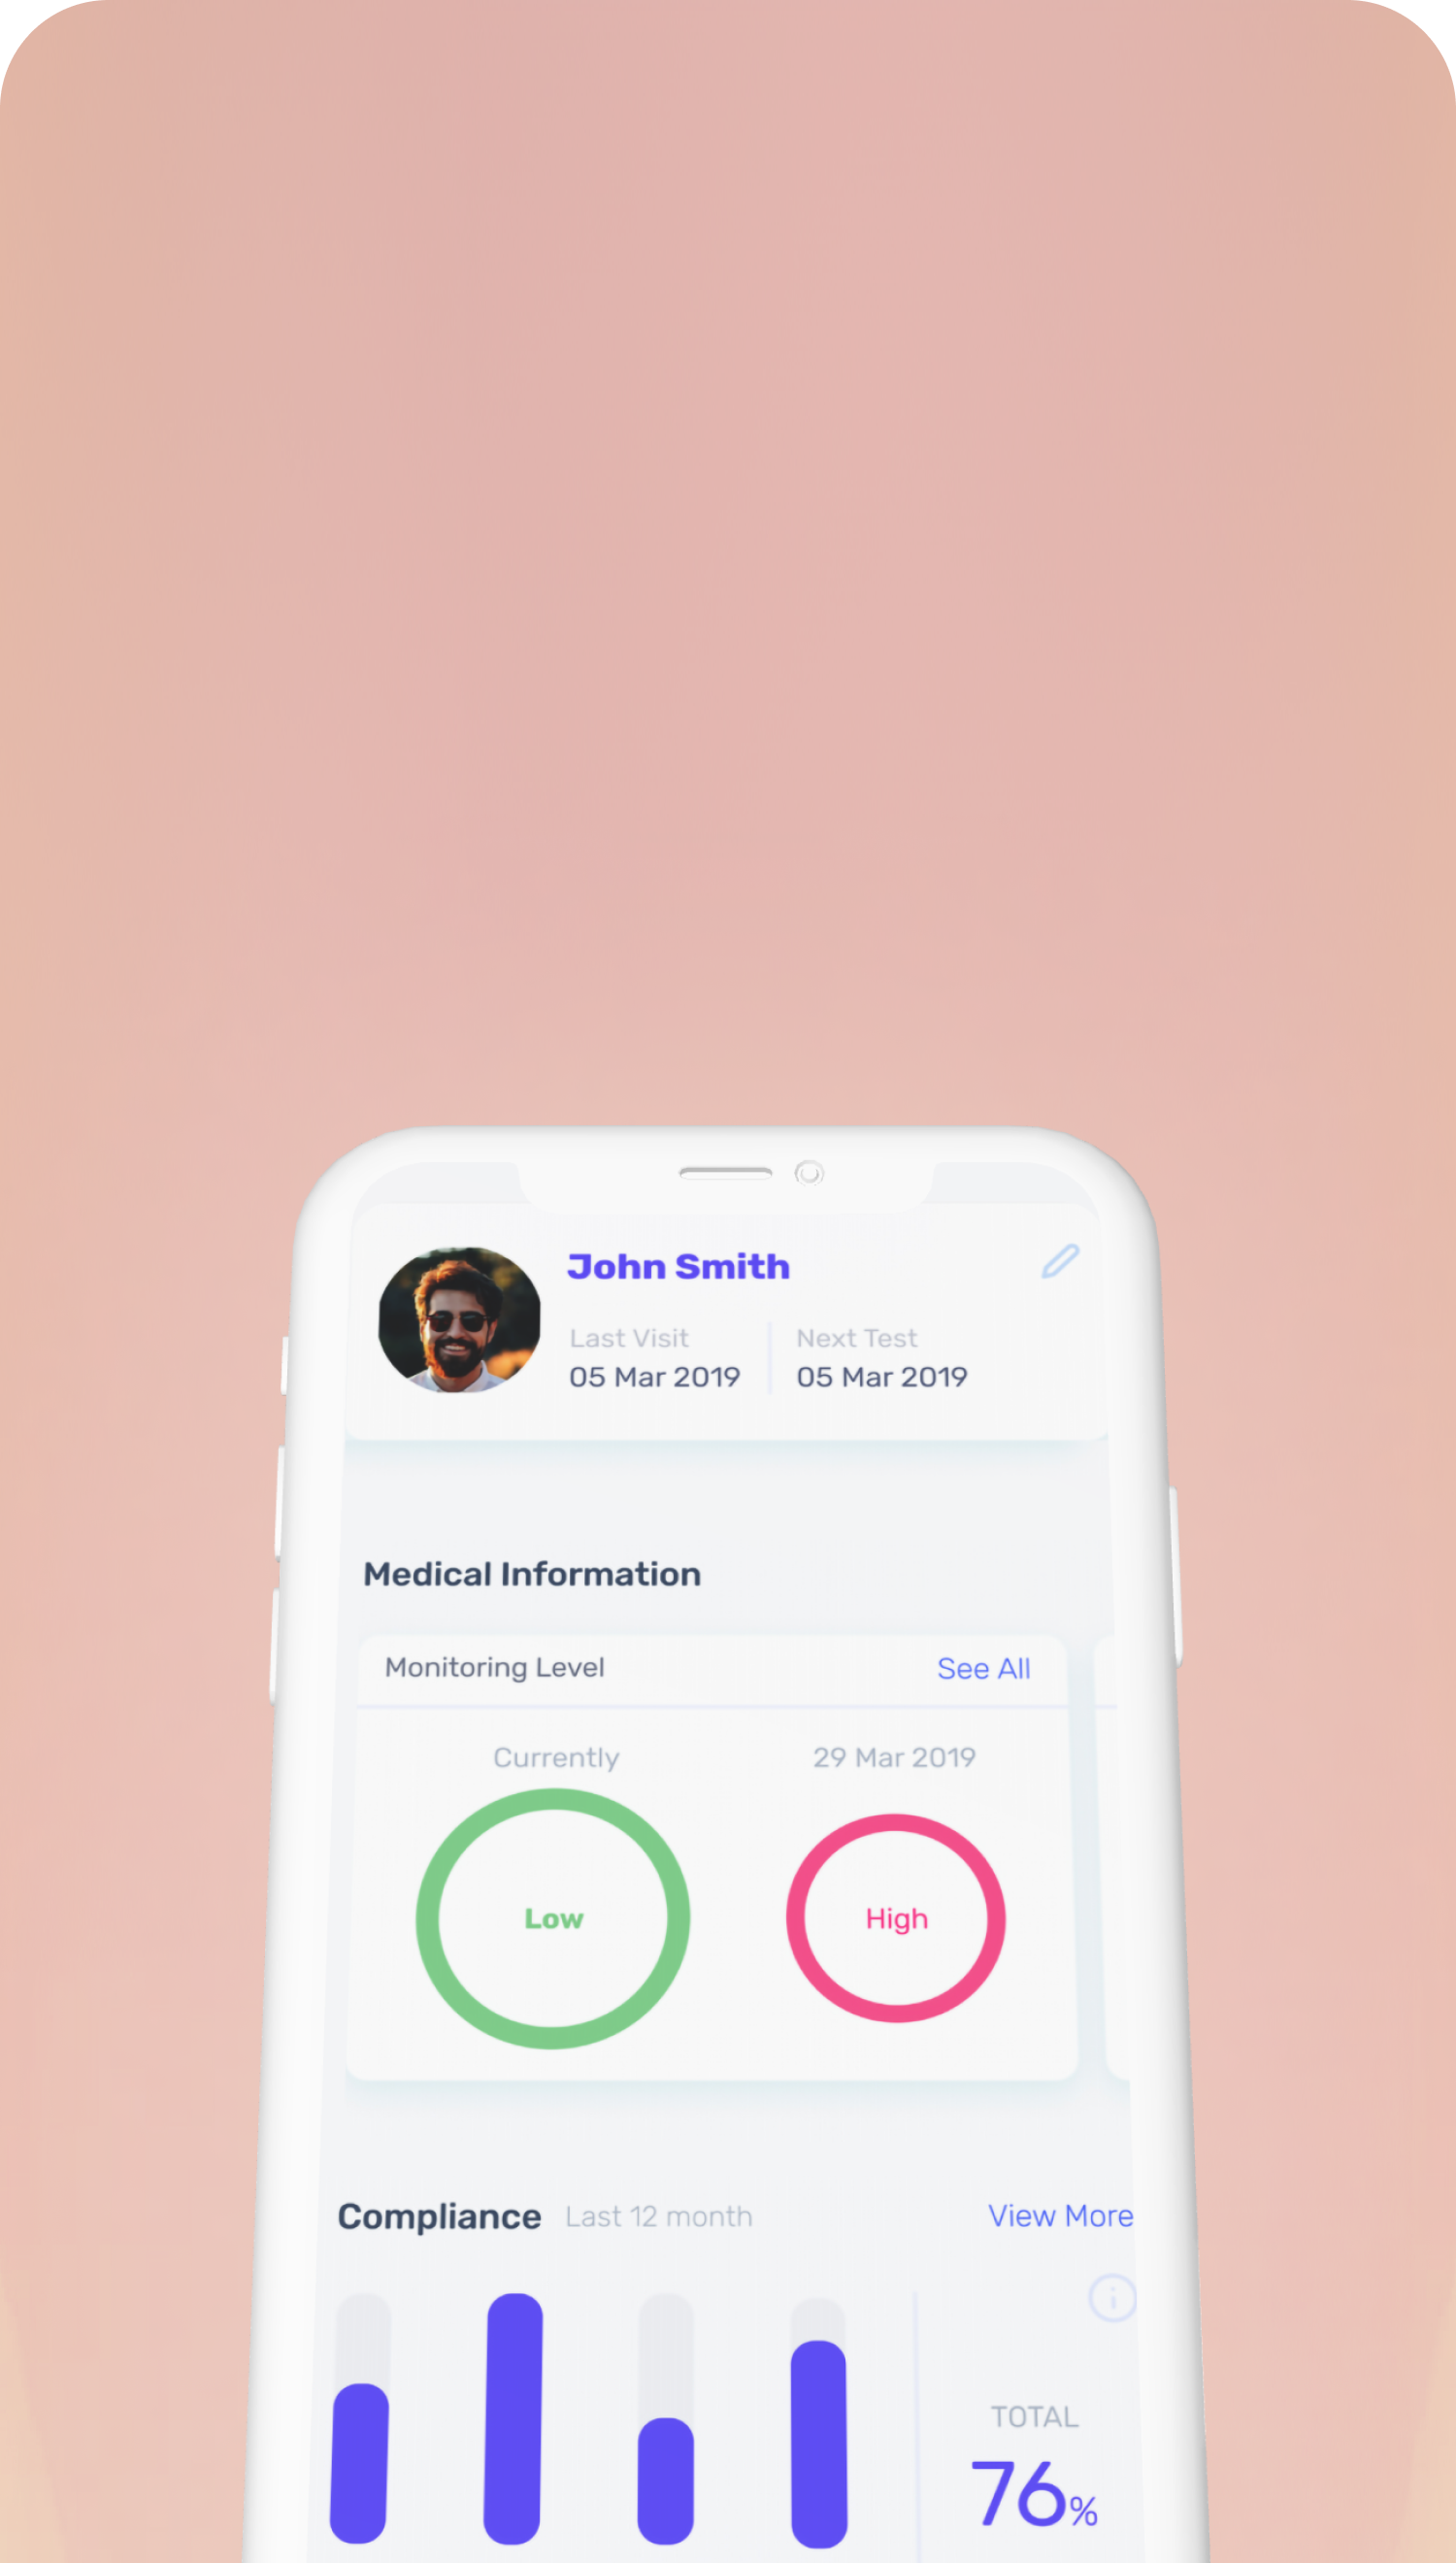 John Smith
Last Visit Next Test
05 Mar 2019 05 Mar 2019
Medical Information
Monitoring Level See All
Currently 29 Mar 2019
Low High
Compliance Last 12 month View More
i
TOTAL
76%